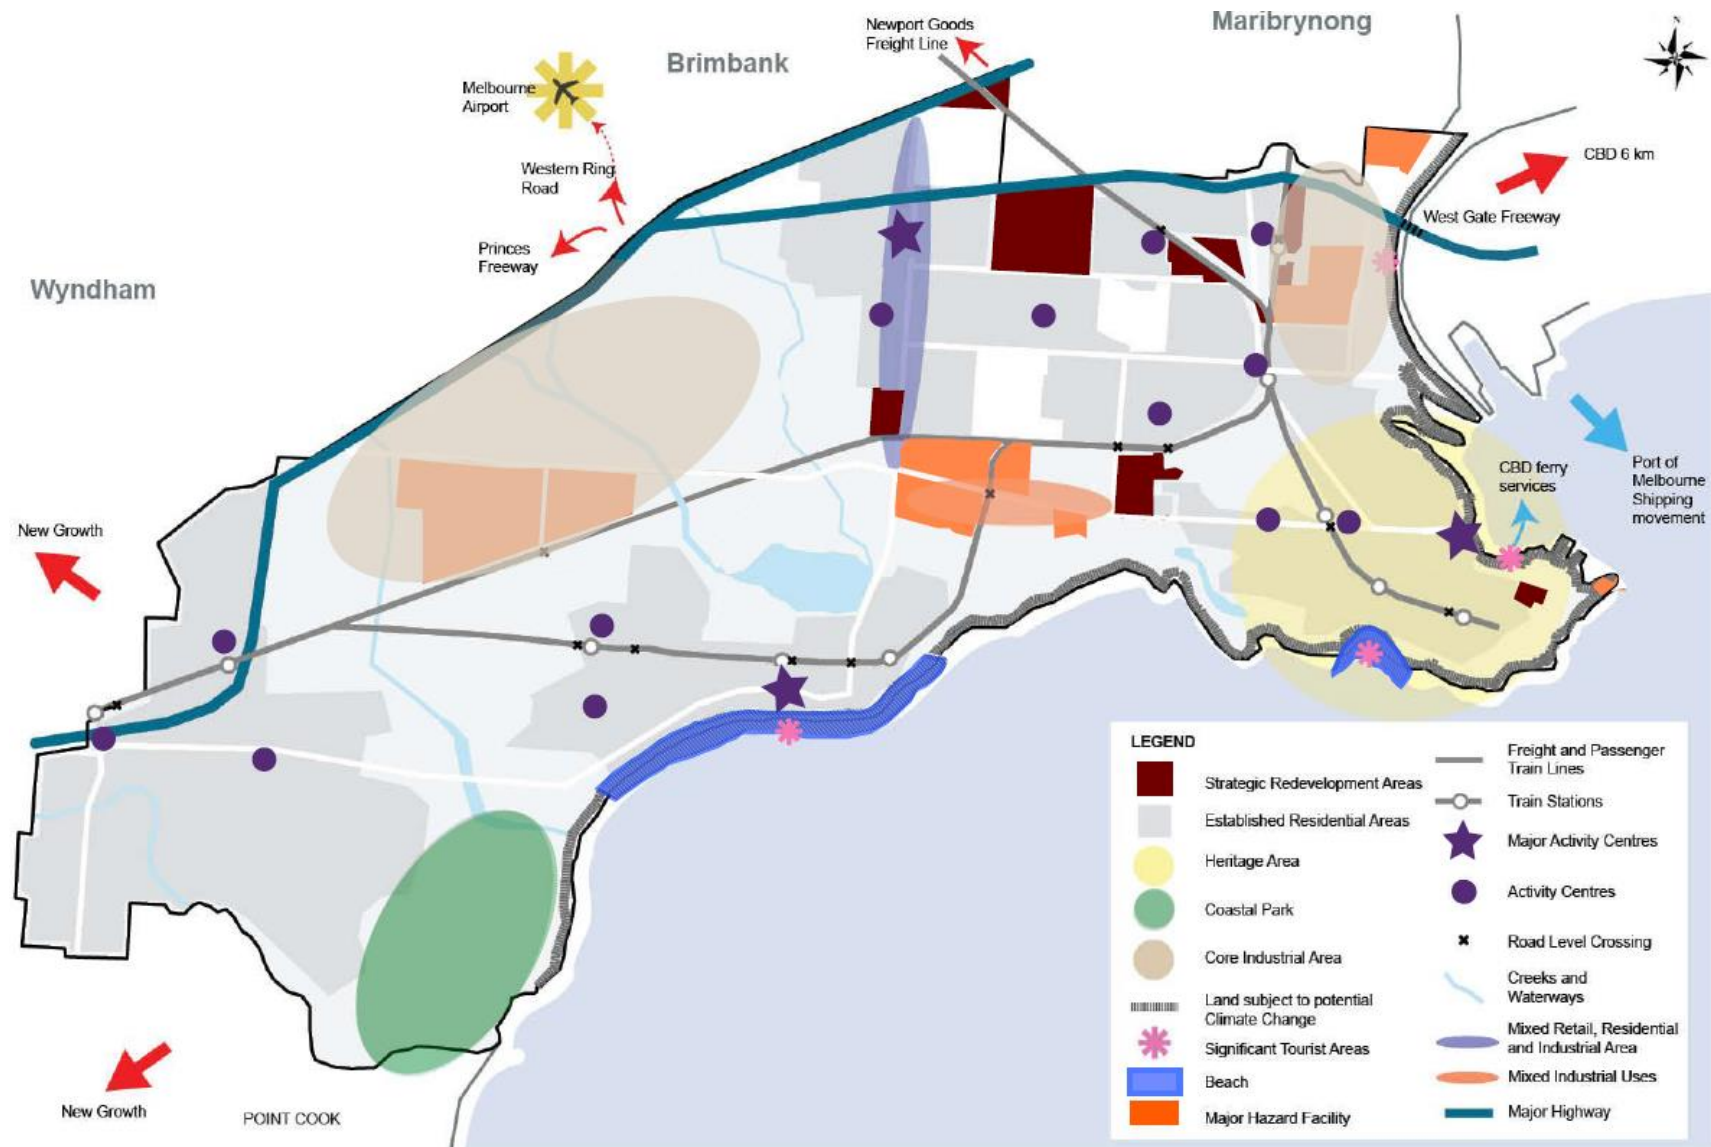 Newport Goods
Freight Line
Maribrynong
N
Brimbank
Melbourne
Airport
CBD 6 km
Western Ring
Road
West Gate Freeway
Princes
Freeway
Wyndham
CBD ferry
services
Port of
Melbourne
Shipping
movement
New Growth
New Growth
POINT COOK
LEGEND
Strategic Redevelopment Areas
Established Residential Areas
Heritage Area
Coastal Park
Core Industrial Area
Land subject to potential
Climate Change
Significant Tourist Areas
Beach
Major Hazard Facility
Freight and Passenger
Train Lines
Train Stations
Major Activity Centres
Activity Centres
Road Level Crossing
Creeks and
Waterways
Mixed Retail, Residential
and Industrial Area
Mixed Industrial Uses
Major Highway